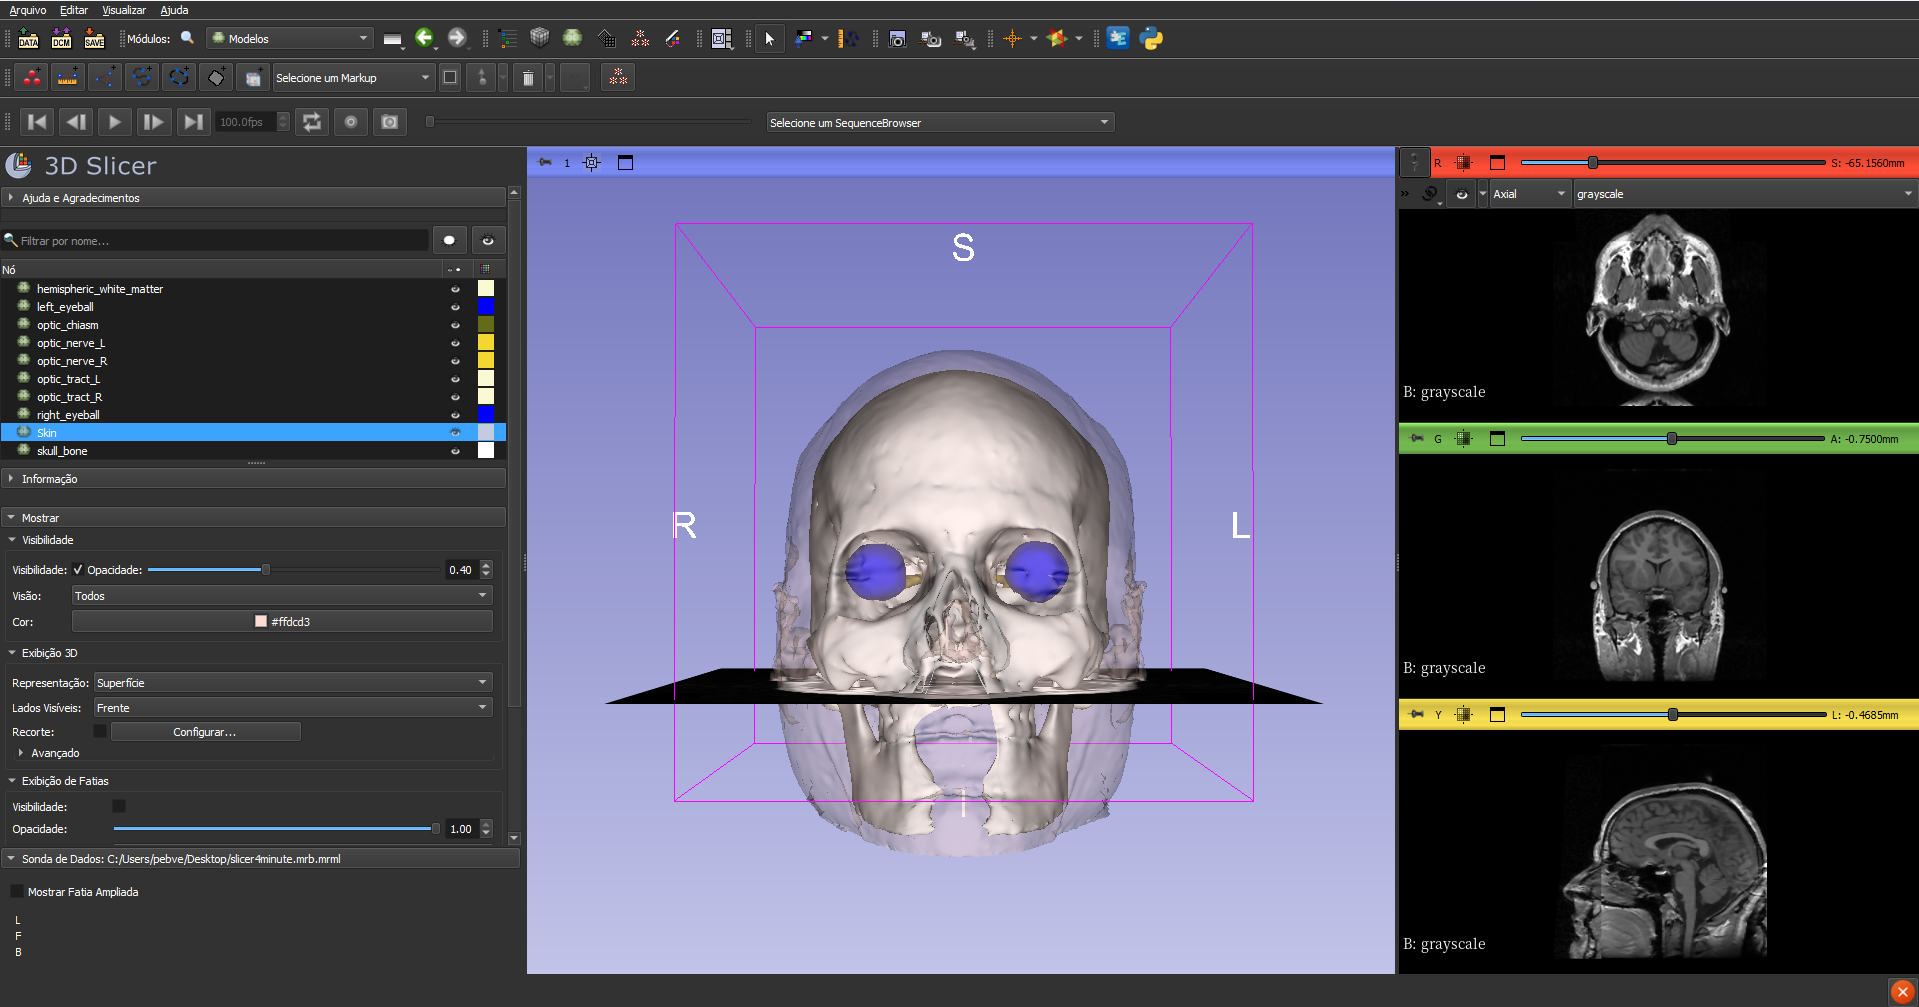 Arquivo Editar Visualizar Ajuda
DATA DCM SAVE Módulos: Modelos
Selecione um Markup
100.0fps Selecione um SequenceBrowser
3D Slicer
Ajuda e Agradecimentos
Filtrar por nome...
Nó
hemispheric_white_matter
left_eyeball
optic_chiasm
optic_nerve_L
optic_nerve_R
optic_tract_L
optic_tract_R
right_eyeball
Skin
skull_bone
Informação
Mostrar
Visibilidade
Visibilidade: Opacidade: 0.40
Visão: Todos
Cor: #ffdcd3
Exibição 3D
Representação: Superfície
Lados Visíveis: Frente
Recorte: Configurar...
Avançado
Exibição de Fatias
Visibilidade:
Opacidade: 1.00
Sonda de Dados: C:/Users/pebve/Desktop/slicer4minute.mrb.mrml
Mostrar Fatia Ampliada
L
F
B
1
S
R
L
I
R S: -65.1560mm
Axial grayscale
B: grayscale
G A: -0.7500mm
B: grayscale
Y L: -0.4685mm
B: grayscale